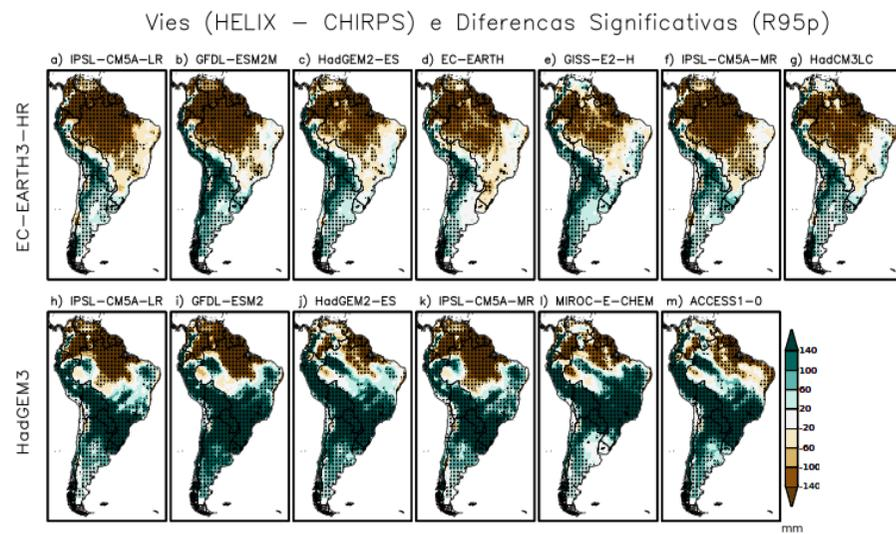 Vies (HELIX – CHIRPS) e Diferencas Significativas (R95p)
a) IPSL–CM5A–LR b) GFDL–ESM2M c) HadGEM2–ES d) EC–EARTH e) GISS–E2–H f) IPSL–CM5A–MR g) HadCM3LC
EC–EARTH3–HR
h) IPSL–CM5A–LR i) GFDL–ESM2 j) HadGEM2–ES k) IPSL–CM5A–MR l) MIROC–E–CHEM m) ACCESS1–0
HadGEM3
140
100
60
20
-20
-60
-100
-140
mm